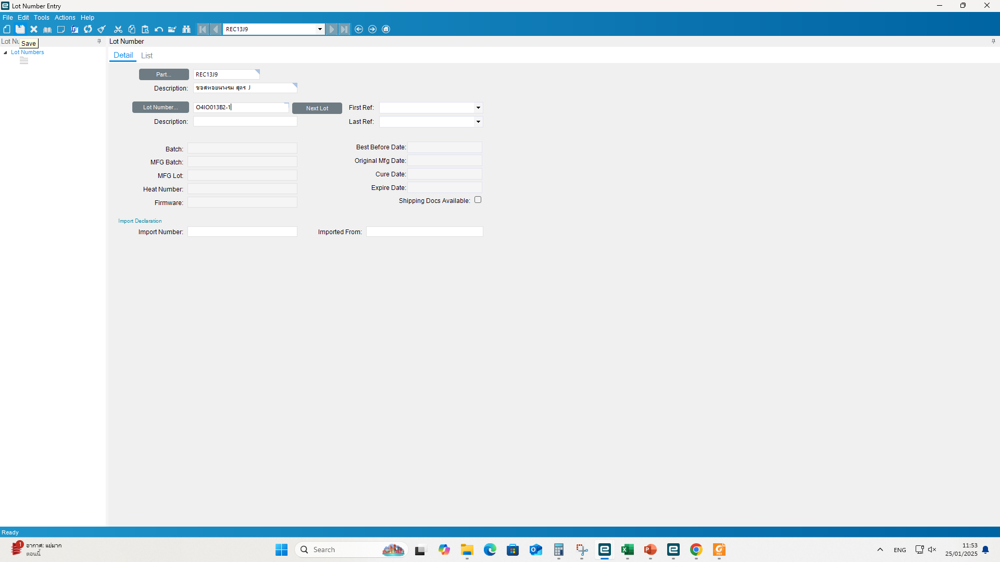 Lot Number Entry
File Edit Tools Actions Help
REC13J9
Lot Nu
Save
Lot Number
Lot Numbers
Detail List
Part... REC13J9
Description: ซอสหอยนางรม สูตร J
Lot Number... O4IO013B2-1 Next Lot First Ref:
Description: Last Ref:
Batch: Best Before Date:
MFG Batch: Original Mfg Date:
MFG Lot: Cure Date:
Heat Number: Expire Date:
Firmware: Shipping Docs Available:
Import Declaration
Import Number: Imported From:
Ready
1 อากาศ: แย่มาก
ตอนนี้
Search
ENG
11:53
25/01/2025